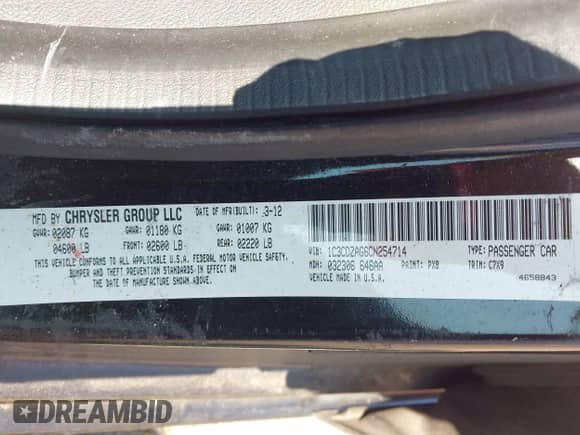 MFD BY CHRYSLER GROUP LLC DATE OF MFR(BUILT): 3-12
GVWR: 02087 KG GAWR: 01180 KG GAWR: 01007 KG
04600 LB FRONT: 02600 LB REAR: 02220 LB
THIS VEHICLE CONFORMS TO ALL APPLICABLE U.S.A. FEDERAL MOTOR VEHICLE SAFETY,
BUMPER AND THEFT PREVENTION STANDARDS IN EFFECT ON
THE DATE OF MANUFACTURE SHOWN ABOVE.
VIN: 1C3CDZAG6CN254714 TYPE: PASSENGER CAR
MDH: 032306 646AA PAINT: PX8 TRIM: C7X9
VEHICLE MADE IN U.S.A. 4658843
DREAMBID